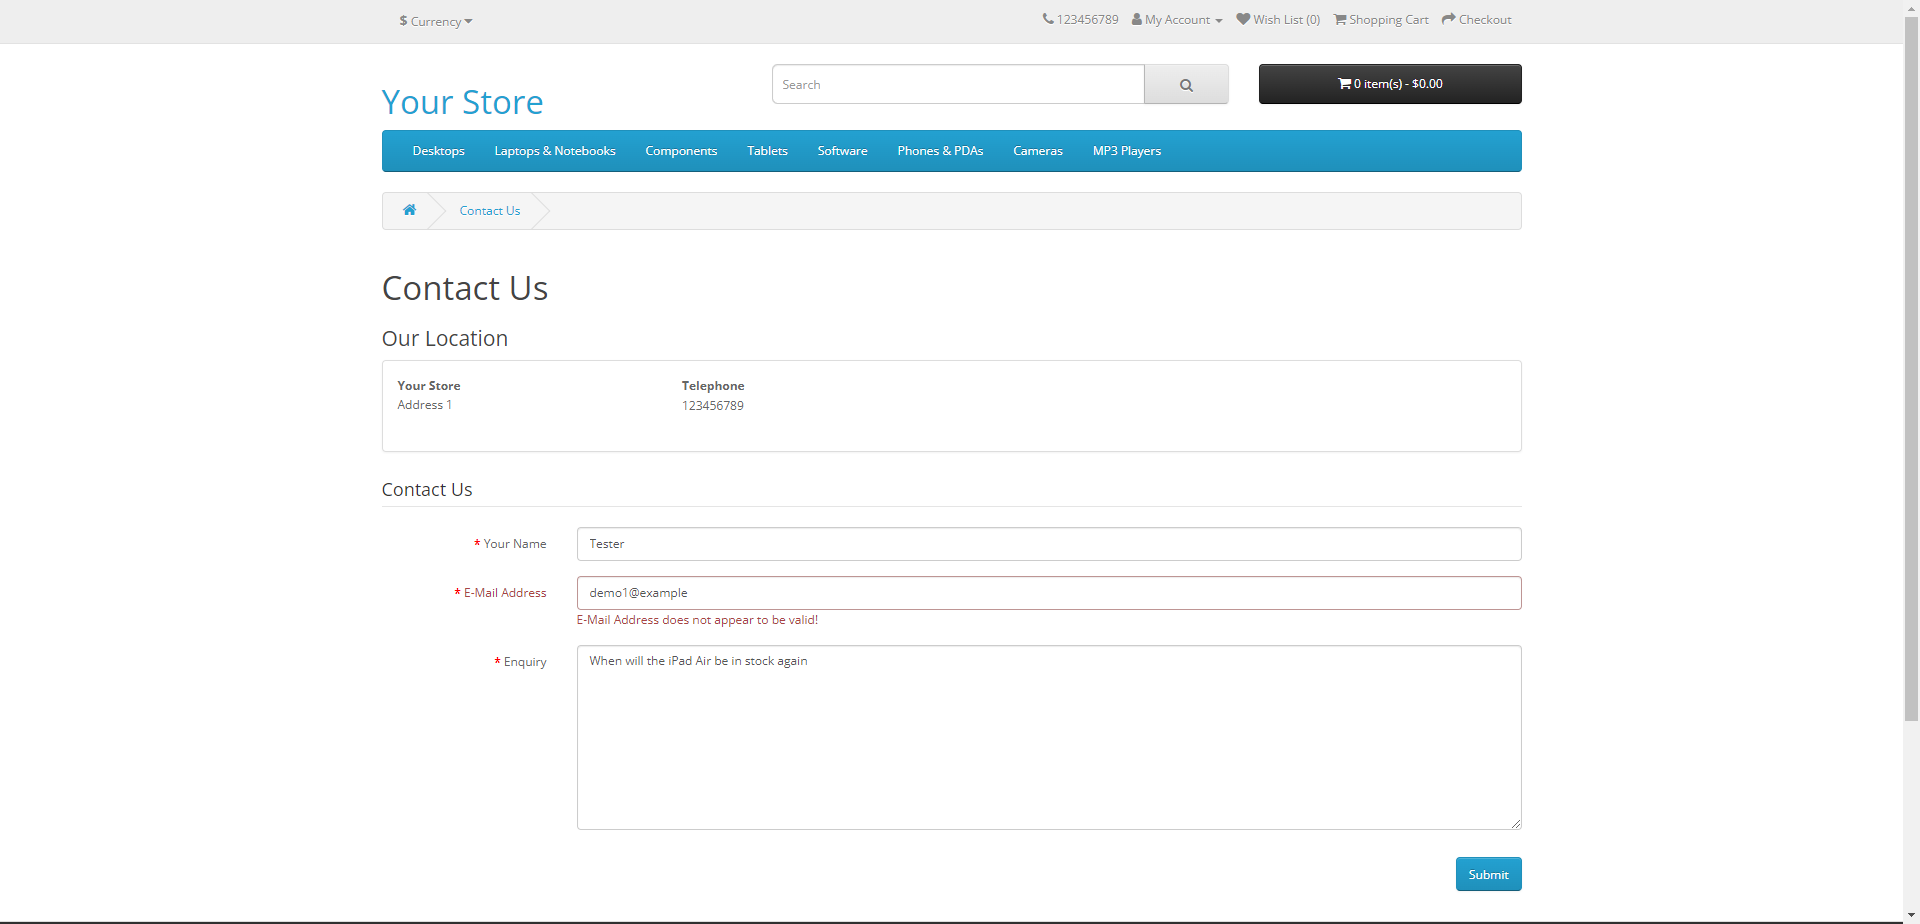 $ Currency
123456789 My Account Wish List (0) Shopping Cart Checkout
Your Store
Search
0 item(s) - $0.00
Desktops Laptops & Notebooks Components Tablets Software Phones & PDAs Cameras MP3 Players
Contact Us
Contact Us
Our Location
Your Store
Address 1
Telephone
123456789
Contact Us
* Your Name
Tester
* E-Mail Address
demo1@example
E-Mail Address does not appear to be valid!
* Enquiry
When will the iPad Air be in stock again
Submit